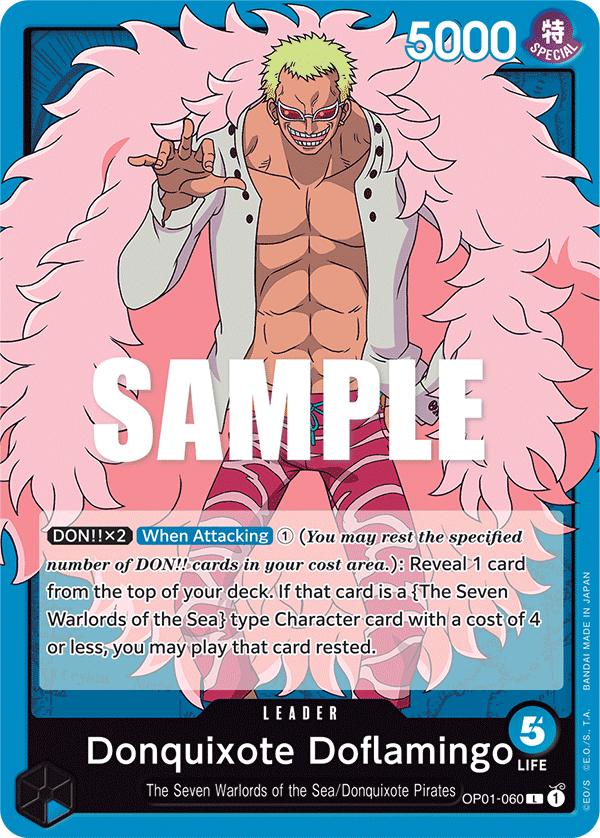 5000
特
SPECIAL
SAMPLE
DON!!×2 When Attacking ① (You may rest the specified
number of DON!! cards in your cost area.): Reveal 1 card
from the top of your deck. If that card is a {The Seven
Warlords of the Sea} type Character card with a cost of 4
or less, you may play that card rested.
LEADER
Donquixote Doflamingo
5
LIFE
The Seven Warlords of the Sea/Donquixote Pirates
OP01-060 L 1
©E.O/S ©E.O./S., T.A. BANDAI MADE IN JAPAN